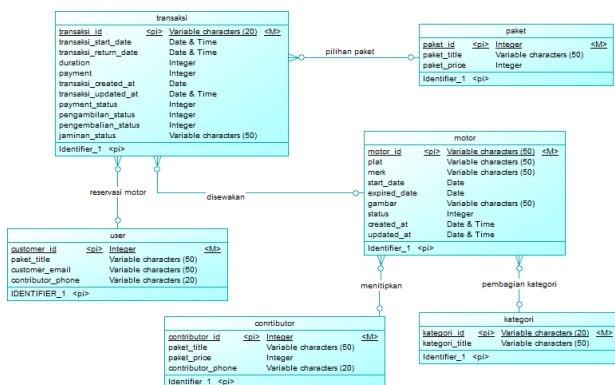 transaksi
transaksi_id <pi> Variable characters (20) <M>
transaksi_start_date Date & Time
transaksi_return_date Date & Time
duration Integer
payment Integer
transaksi_created_at Date
transaksi_updated_at Date & Time
payment_status Integer
pengambilan_status Integer
pengembalian_status Integer
jaminan_status Variable characters (50)
Identifier_1 <pi>
pilihan paket
paket
paket_id <pi> Integer <M>
paket_title Variable characters (50)
paket_price Integer
Identifier_1 <pi>
reservasi motor
disewakan
motor
motor_id <pi> Variable characters (50) <M>
plat Variable characters (50)
merk Variable characters (50)
start_date Date
expired_date Date
gambar Variable characters (50)
status Integer
created_at Date & Time
updated_at Date & Time
Identifier_1 <pi>
user
customer_id <pi> Integer <M>
paket_title Variable characters (50)
customer_email Variable characters (50)
contributor_phone Variable characters (20)
IDENTIFIER_1 <pi>
menitipkan
pembagian kategori
conrtibutor
contributor_id <pi> Integer <M>
paket_title Variable characters (50)
paket_price Integer
contributor_phone Variable characters (20)
Identifier_1 <pi>
kategori
kategori_id <pi> Variable characters (20) <M>
kategori_title Variable characters (50)
Identifier_1 <pi>